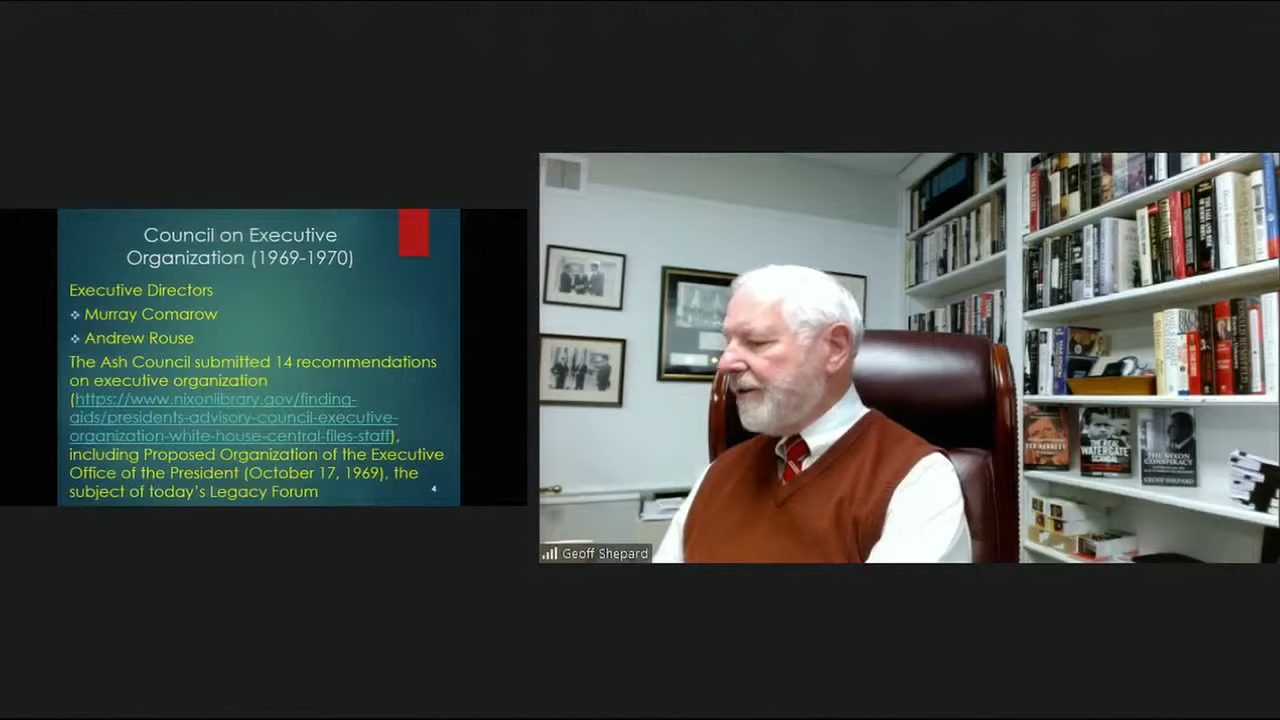 Council on Executive
Organization (1969-1970)
Executive Directors
Murray Comarow
Andrew Rouse
The Ash Council submitted 14 recommendations
on executive organization
(https://www.nixonlibrary.gov/finding-
aids/presidents-advisory-council-executive-
organization-white-house-central-files-staff),
including Proposed Organization of the Executive
Office of the President (October 17, 1969), the
subject of today's Legacy Forum
4
Geoff Shepard
THE REAL
WATERGATE
SCANDAL
THE NIXON
CONSPIRACY
GEOFF SHEPARD